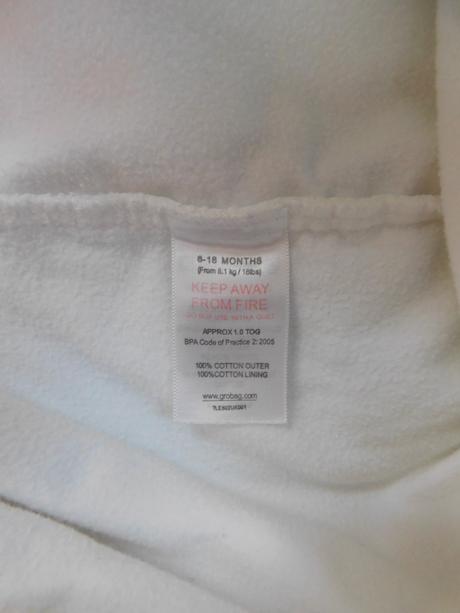 6-18 MONTHS
(From 8.1 kg / 18lbs)
KEEP AWAY
FROM FIRE
DO NOT USE WITH A QUILT
APPROX 1.0 TOG
BPA Code of Practice 2: 2005
100% COTTON OUTER
100%COTTON LINING
www.grobag.com